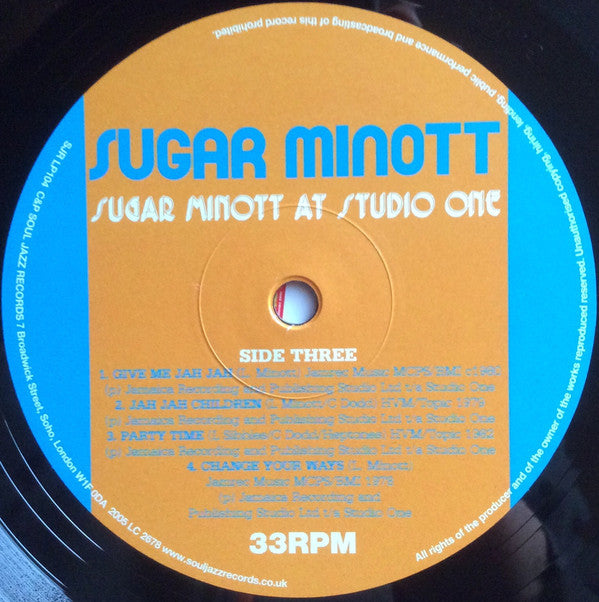 SUGAR MINOTT
SUGAR MINOTT AT STUDIO ONE
SIDE THREE
1. GIVE ME JAH JAH (L. Minott) Jamrec Music MCPS/BMI c1980
(p) Jamaica Recording and Publishing Studio Ltd t/a Studio One
2. JAH JAH CHILDREN (L. Minott/C Dodd) HVM/Topic 1978
(p) Jamaica Recording and Publishing Studio Ltd t/a Studio One
3. PARTY TIME (L Sibbles/C Dodd/Heptones) HVM/Topic 1982
(p) Jamaica Recording and Publishing Studio Ltd t/a Studio One
4. CHANGE YOUR WAYS (L. Minott)
Jamrec Music MCPS/BMI 1978
(p) Jamaica Recording and
Publishing Studio Ltd t/a Studio One
33RPM
SJR LP104 C&P SOUL JAZZ RECORDS 7 Broadwick Street, Soho, London W1F 0DA 2005 LC 2678 www.souljazzrecords.co.uk
All rights of the producer and of the owner of the works reproduced reserved. Unauthorised copying, hiring, lending, public performance and broadcasting of this record prohibited.